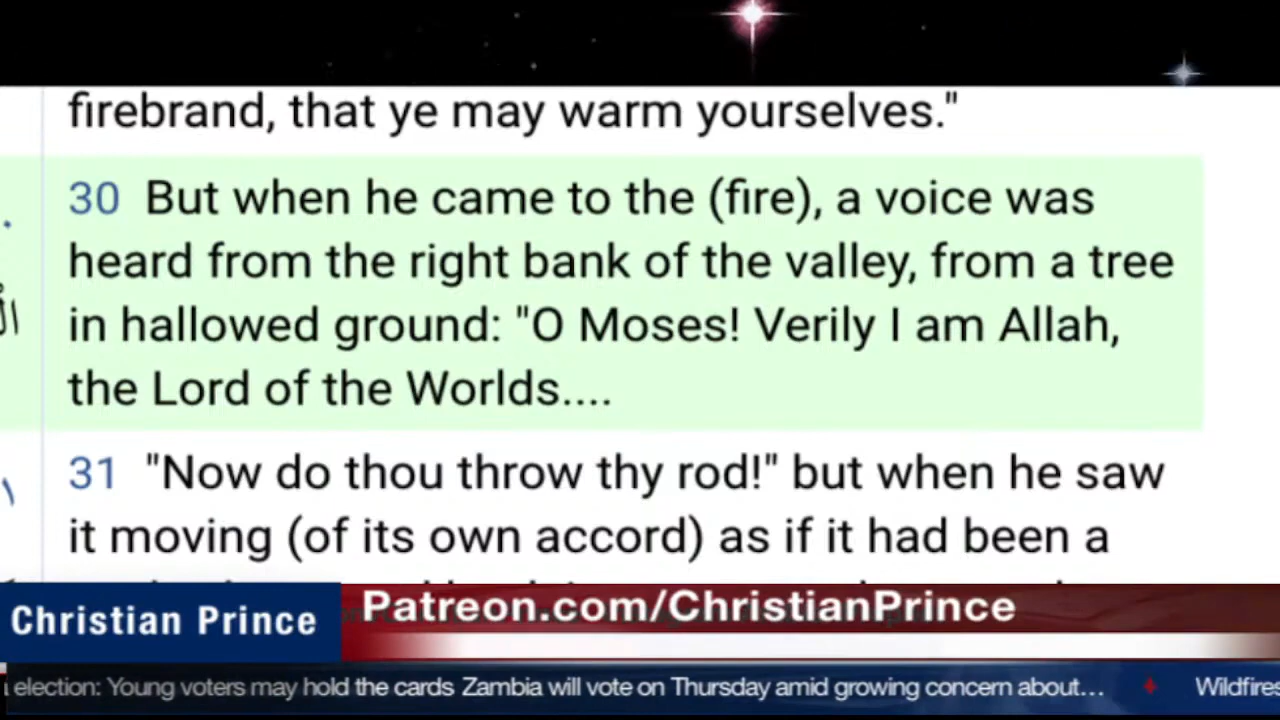 firebrand, that ye may warm yourselves."
30 But when he came to the (fire), a voice was
heard from the right bank of the valley, from a tree
in hallowed ground: "O Moses! Verily I am Allah,
the Lord of the Worlds....
31 "Now do thou throw thy rod!" but when he saw
it moving (of its own accord) as if it had been a
Christian Prince
Patreon.com/ChristianPrince
election: Young voters may hold the cards Zambia will vote on Thursday amid growing concern about... Wildfires